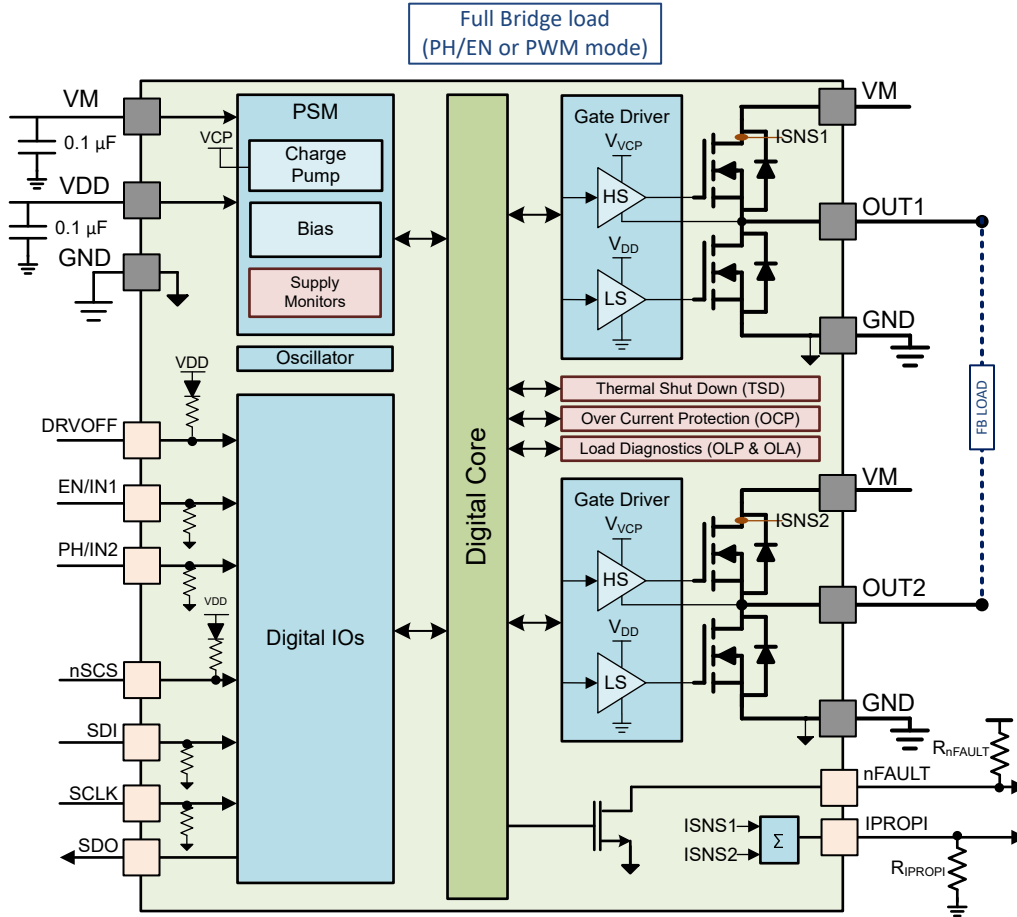 Full Bridge load
(PH/EN or PWM mode)
VM
0.1 µF
VDD
0.1 µF
GND
PSM
VCP
Charge
Pump
Bias
Supply
Monitors
Oscillator
VDD
DRVOFF
EN/IN1
PH/IN2
VDD
nSCS
SDI
SCLK
SDO
Digital IOs
Digital Core
Gate Driver
VVCP
HS
VDD
LS
VM
ISNS1
OUT1
GND
Thermal Shut Down (TSD)
Over Current Protection (OCP)
Load Diagnostics (OLP & OLA)
FB LOAD
Gate Driver
VVCP
HS
VDD
LS
VM
ISNS2
OUT2
GND
RnFAULT
nFAULT
ISNS1
ISNS2
Σ
IPROPI
RIPROPI